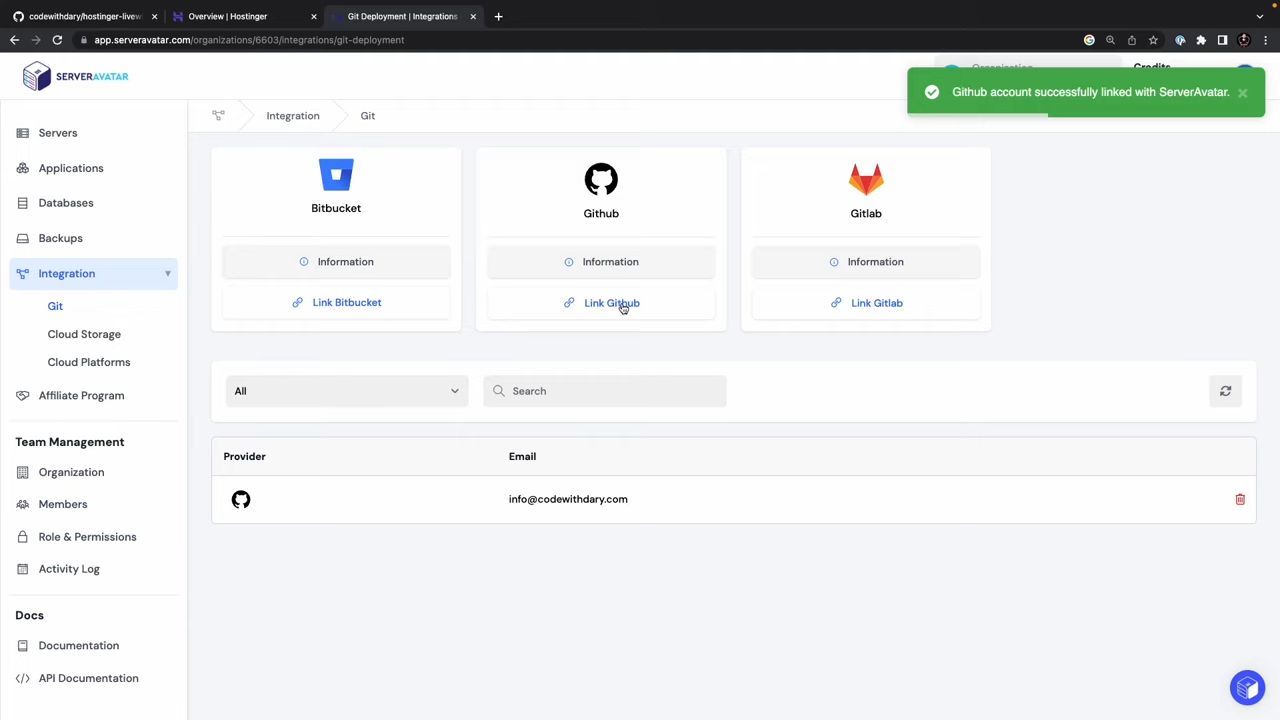 codewithdary/hostinger-livew
Overview | Hostinger
Git Deployment | Integrations
app.serveravatar.com/organizations/6603/integrations/git-deployment
SERVERAVATAR
Organization
Credits
Github account successfully linked with ServerAvatar.
Servers
Applications
Databases
Backups
Integration
Git
Cloud Storage
Cloud Platforms
Affiliate Program
Team Management
Organization
Members
Role & Permissions
Activity Log
Docs
Documentation
API Documentation
Integration
Git
Bitbucket
Information
Link Bitbucket
Github
Information
Link Github
Gitlab
Information
Link Gitlab
All
Search
Provider
Email
info@codewithdary.com